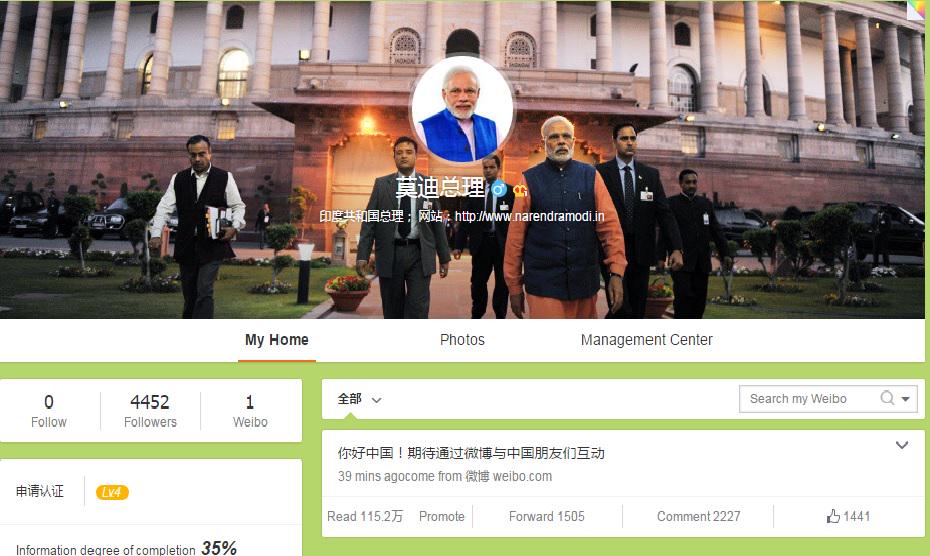 莫迪总理
印度共和国总理； 网站：http://www.narendramodi.in
My Home Photos Management Center
0 4452 1
Follow Followers Weibo
全部 Search my Weibo
你好中国！期待通过微博与中国朋友们互动
39 mins agocome from 微博 weibo.com
申请认证 Lv4
Read 115.2万 Promote Forward 1505 Comment 2227 1441
Information degree of completion 35%